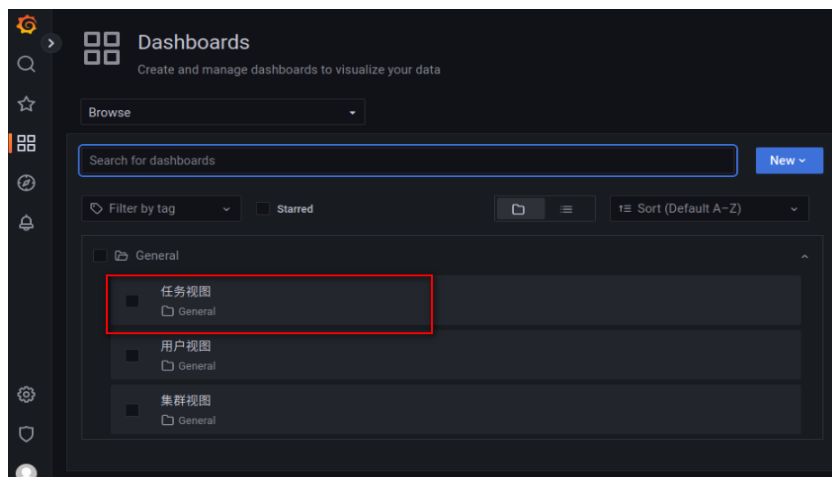 Dashboards
Create and manage dashboards to visualize your data
Browse
Search for dashboards
New
Filter by tag
Starred
Sort (Default A–Z)
General
任务视图
General
用户视图
General
集群视图
General